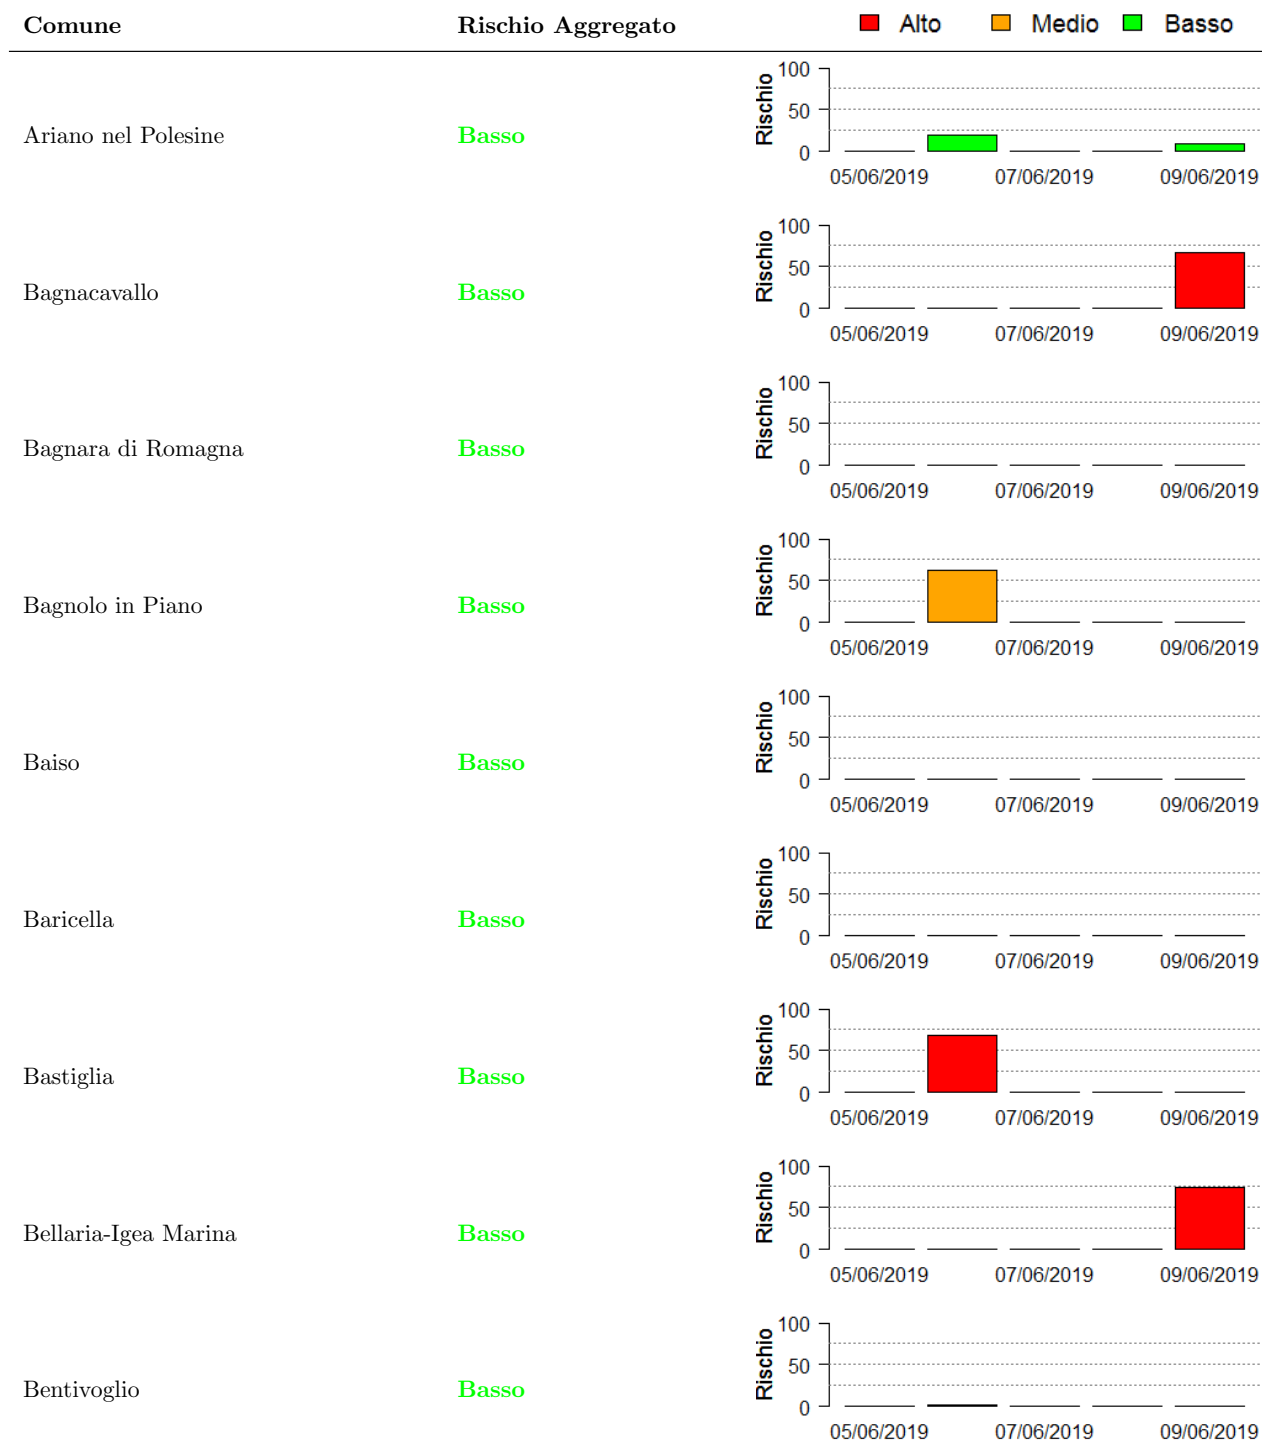 Comune Rischio Aggregato Alto Medio Basso
100
50
0
Rischio
Ariano nel Polesine Basso
05/06/2019 07/06/2019 09/06/2019
100
50
0
Rischio
Bagnacavallo Basso
05/06/2019 07/06/2019 09/06/2019
100
50
0
Rischio
Bagnara di Romagna Basso
05/06/2019 07/06/2019 09/06/2019
100
50
0
Rischio
Bagnolo in Piano Basso
05/06/2019 07/06/2019 09/06/2019
100
50
0
Rischio
Baiso Basso
05/06/2019 07/06/2019 09/06/2019
100
50
0
Rischio
Baricella Basso
05/06/2019 07/06/2019 09/06/2019
100
50
0
Rischio
Bastiglia Basso
05/06/2019 07/06/2019 09/06/2019
100
50
0
Rischio
Bellaria-Igea Marina Basso
05/06/2019 07/06/2019 09/06/2019
100
50
0
Rischio
Bentivoglio Basso
05/06/2019 07/06/2019 09/06/2019